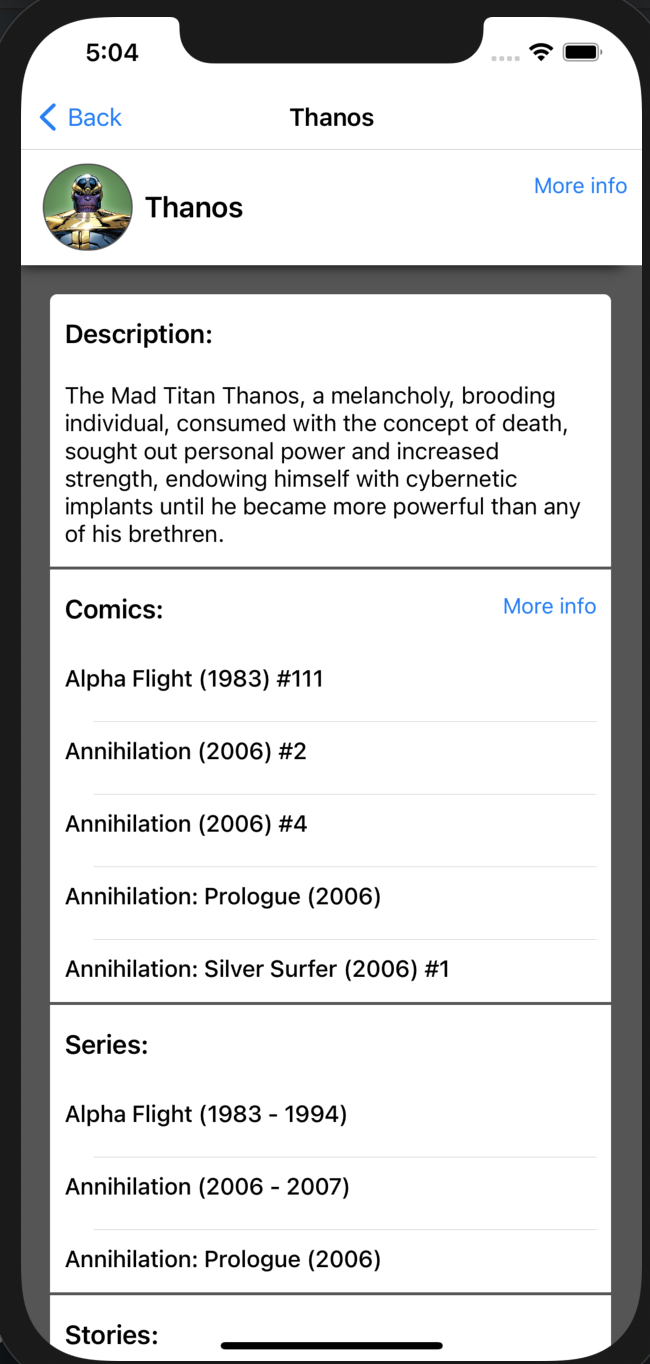 5:04
Back
Thanos
Thanos
More info
Description:
The Mad Titan Thanos, a melancholy, brooding
individual, consumed with the concept of death,
sought out personal power and increased
strength, endowing himself with cybernetic
implants until he became more powerful than any
of his brethren.
Comics:
More info
Alpha Flight (1983) #111
Annihilation (2006) #2
Annihilation (2006) #4
Annihilation: Prologue (2006)
Annihilation: Silver Surfer (2006) #1
Series:
Alpha Flight (1983 - 1994)
Annihilation (2006 - 2007)
Annihilation: Prologue (2006)
Stories: